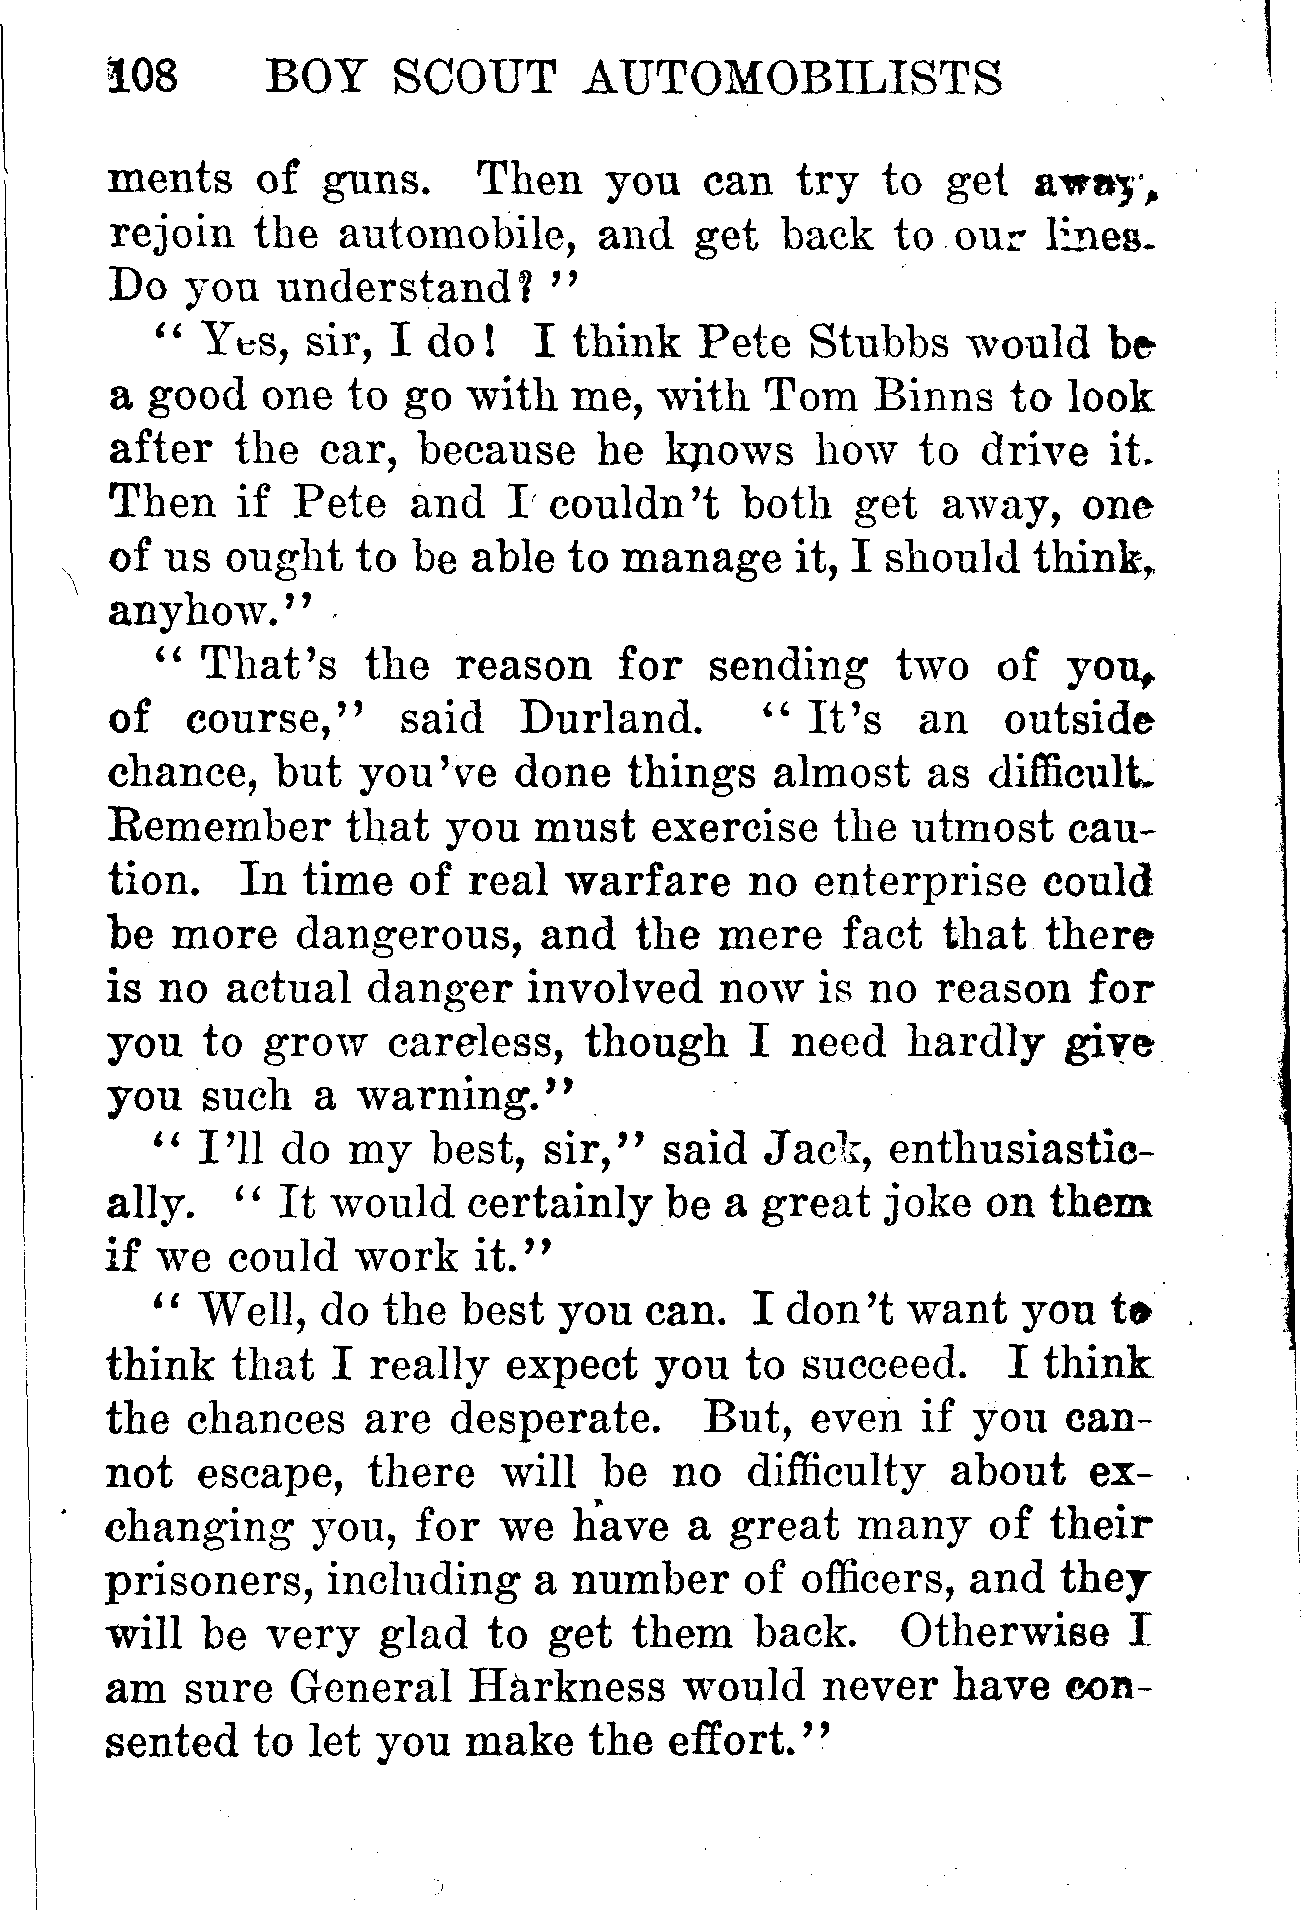 108 BOY SCOUT AUTOMOBILISTS
ments of guns. Then you can try to get away,
rejoin the automobile, and get back to our lines.
Do you understand? "
" Yes, sir, I do! I think Pete Stubbs would be
a good one to go with me, with Tom Binns to look
after the car, because he knows how to drive it.
Then if Pete and I couldn't both get away, one
of us ought to be able to manage it, I should think,
anyhow."
" That's the reason for sending two of you,
of course," said Durland. " It's an outside
chance, but you've done things almost as difficult.
Remember that you must exercise the utmost cau-
tion. In time of real warfare no enterprise could
be more dangerous, and the mere fact that there
is no actual danger involved now is no reason for
you to grow careless, though I need hardly give
you such a warning."
" I'll do my best, sir," said Jack, enthusiastic-
ally. " It would certainly be a great joke on them
if we could work it."
" Well, do the best you can. I don't want you to
think that I really expect you to succeed. I think
the chances are desperate. But, even if you can-
not escape, there will be no difficulty about ex-
changing you, for we have a great many of their
prisoners, including a number of officers, and they
will be very glad to get them back. Otherwise I
am sure General Harkness would never have con-
sented to let you make the effort."